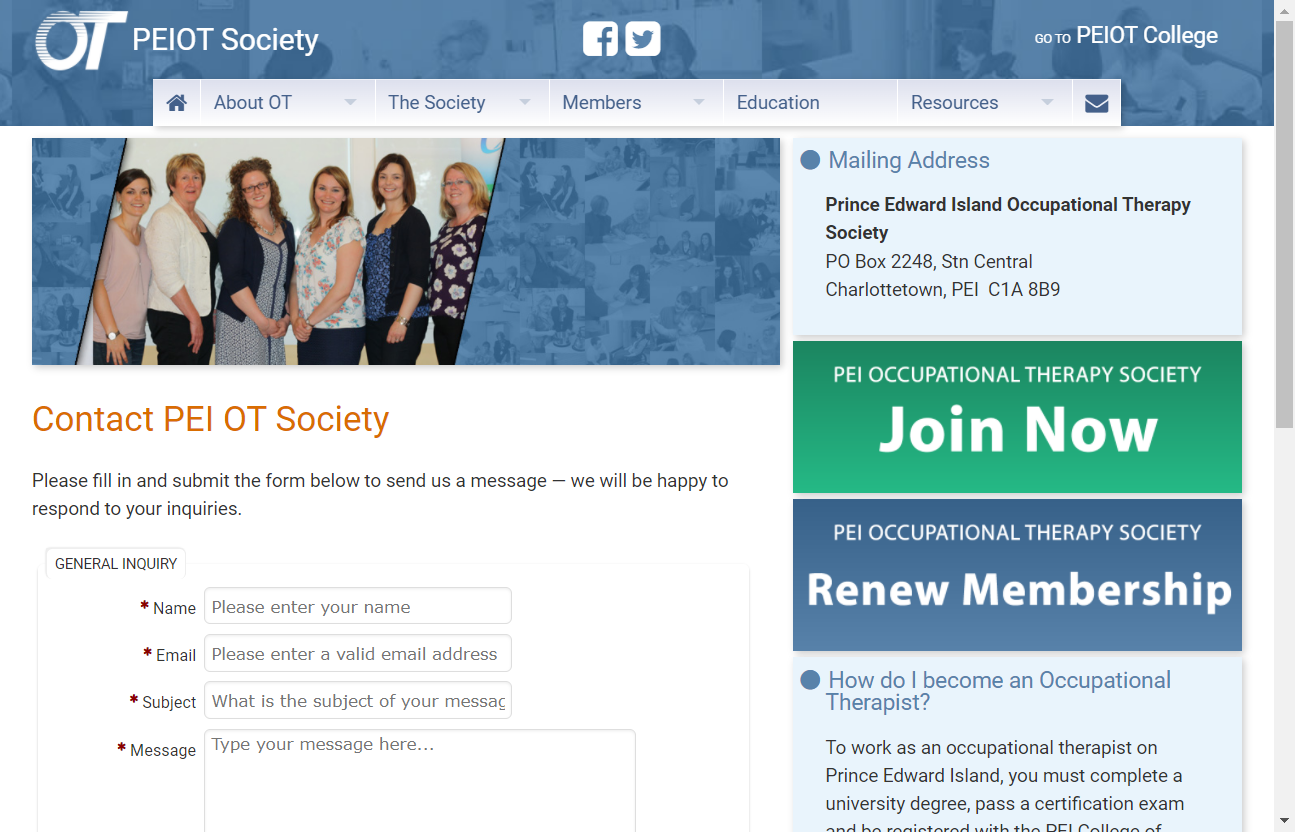 OT PEIOT Society
GO TO PEIOT College
About OT
The Society
Members
Education
Resources
Contact PEI OT Society
Please fill in and submit the form below to send us a message — we will be happy to
respond to your inquiries.
GENERAL INQUIRY
* Name
Please enter your name
* Email
Please enter a valid email address
* Subject
What is the subject of your messag
* Message
Type your message here...
Mailing Address
Prince Edward Island Occupational Therapy
Society
PO Box 2248, Stn Central
Charlottetown, PEI  C1A 8B9
PEI OCCUPATIONAL THERAPY SOCIETY
Join Now
PEI OCCUPATIONAL THERAPY SOCIETY
Renew Membership
How do I become an Occupational
Therapist?
To work as an occupational therapist on
Prince Edward Island, you must complete a
university degree, pass a certification exam
and be registered with the PEI College of